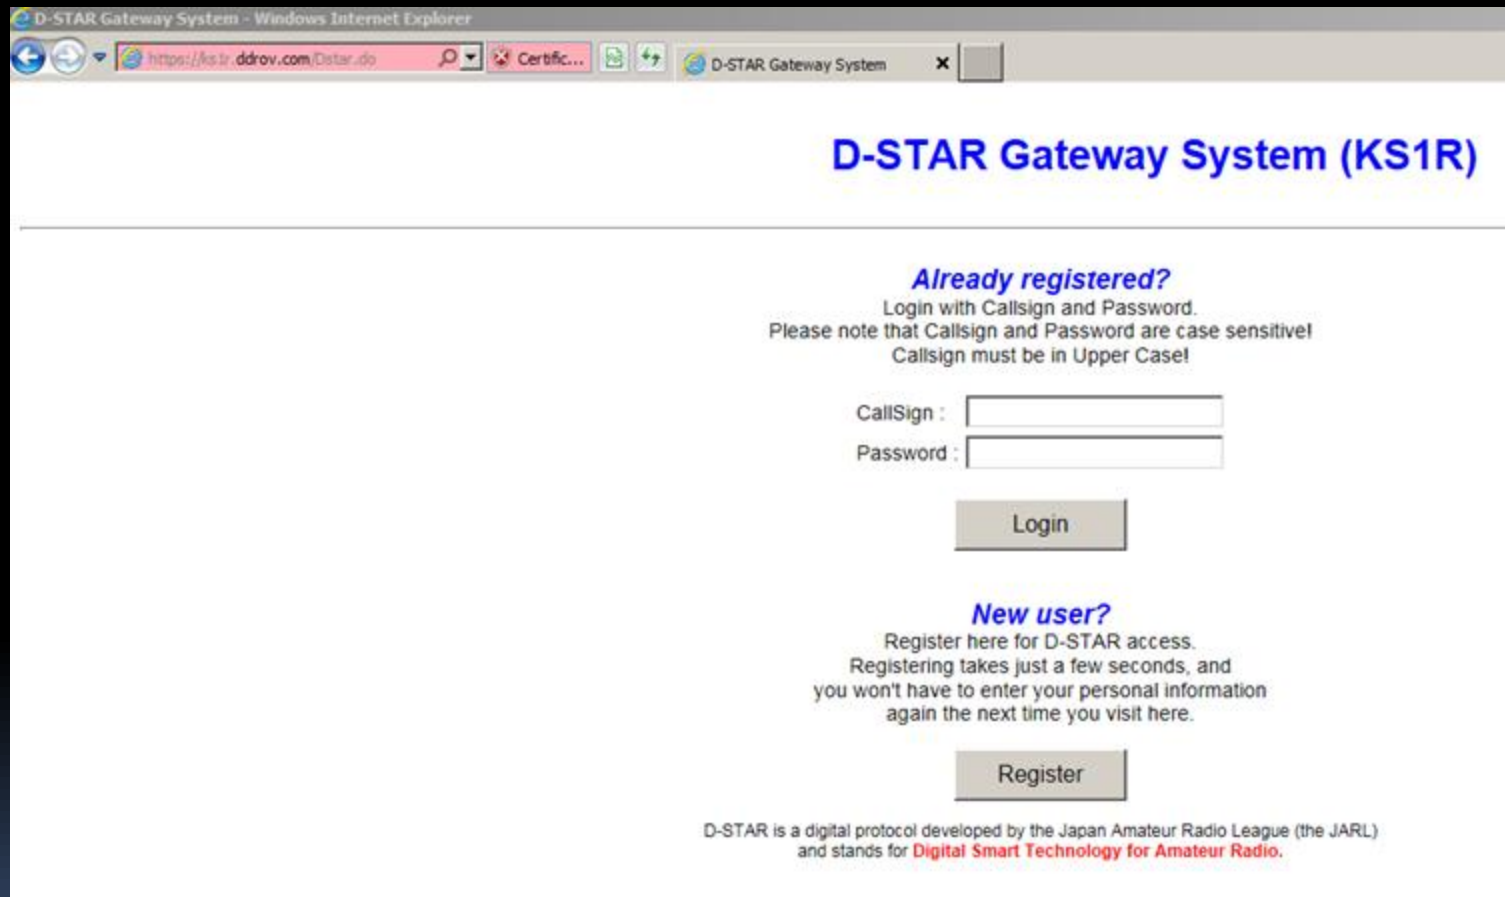 D-STAR Gateway System - Windows Internet Explorer
https://ks1r.ddrov.com/Dstar.do Certific... D-STAR Gateway System
D-STAR Gateway System (KS1R)
Already registered?
Login with Callsign and Password.
Please note that Callsign and Password are case sensitive!
Callsign must be in Upper Case!
CallSign :
Password :
Login
New user?
Register here for D-STAR access.
Registering takes just a few seconds, and
you won't have to enter your personal information
again the next time you visit here.
Register
D-STAR is a digital protocol developed by the Japan Amateur Radio League (the JARL)
and stands for Digital Smart Technology for Amateur Radio.